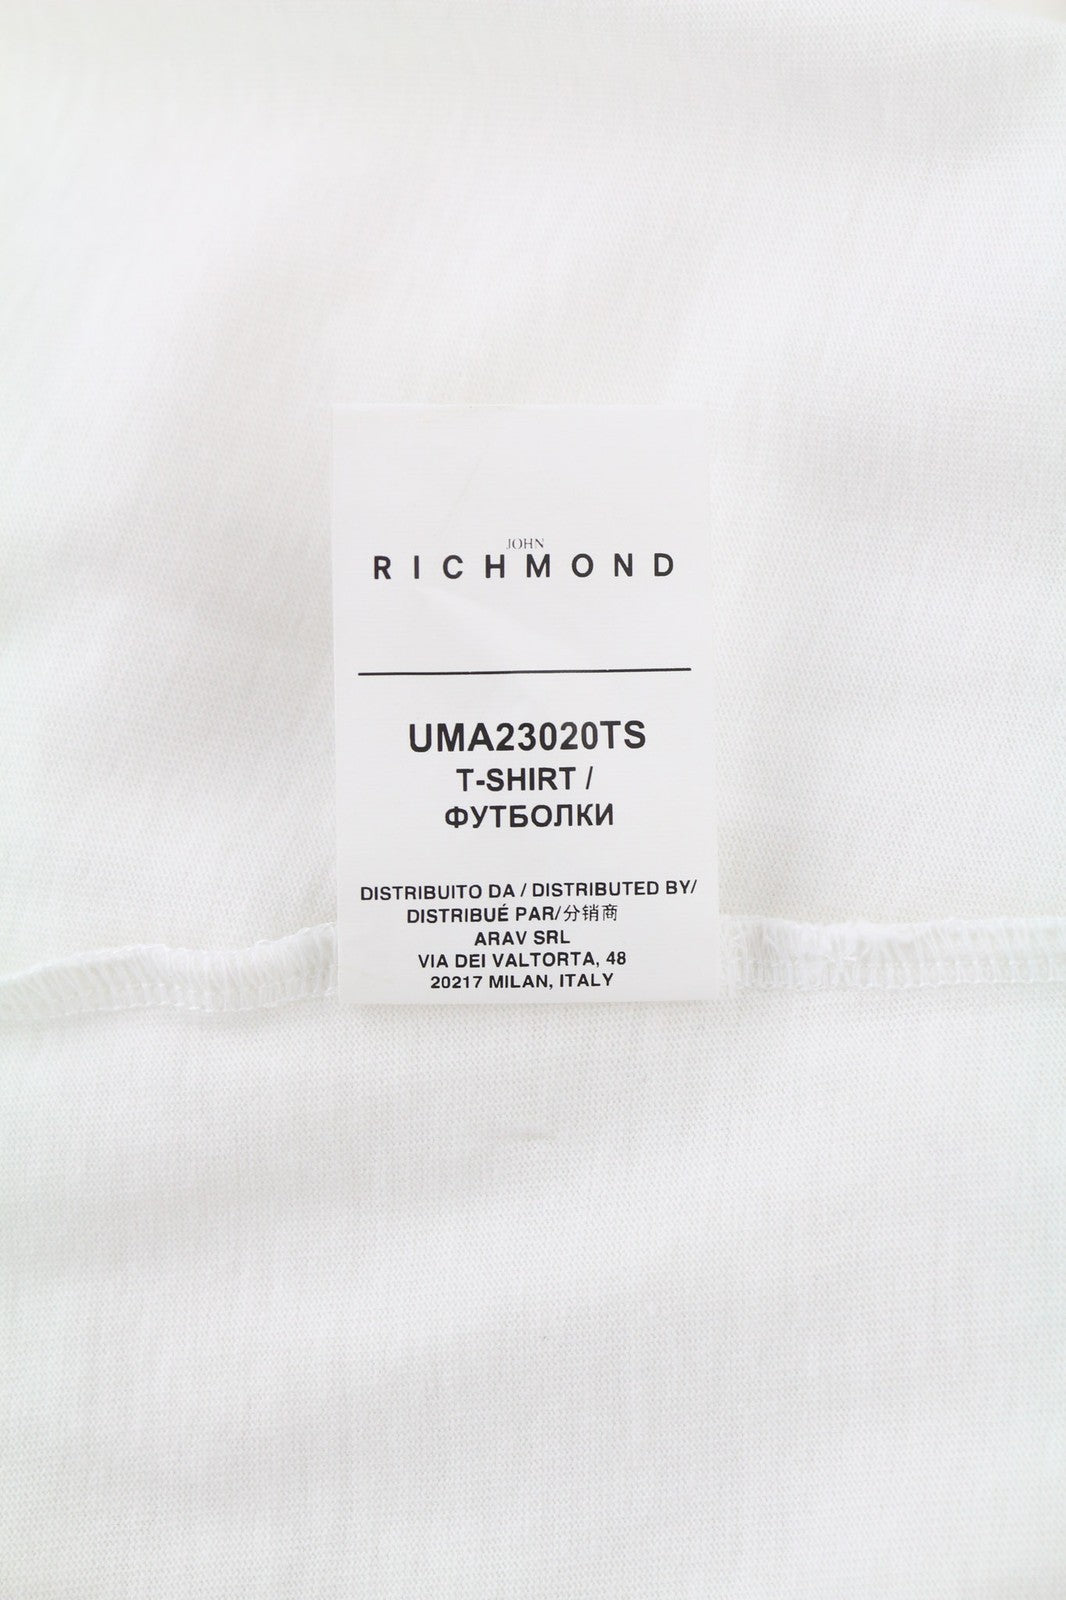 JOHN
RICHMOND
UMA23020TS
T-SHIRT /
ФУТБОЛКИ
DISTRIBUITO DA / DISTRIBUTED BY/
DISTRIBUÉ PAR/分销商
ARAV SRL
VIA DEI VALTORTA, 48
20217 MILAN, ITALY